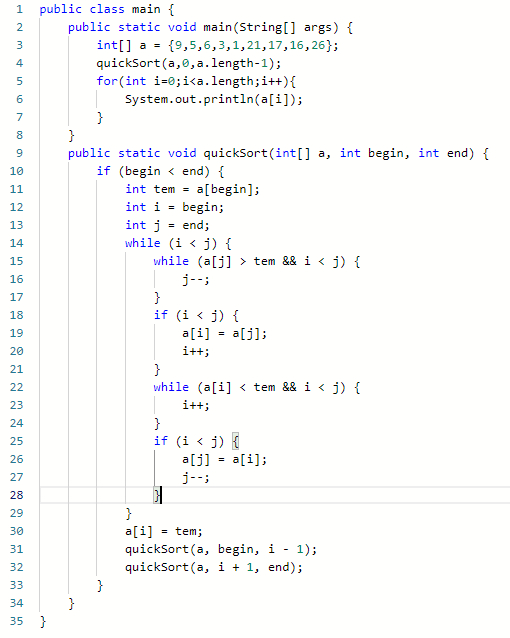 1 public class main {
2 public static void main(String[] args) {
3 int[] a = {9,5,6,3,1,21,17,16,26};
4 quickSort(a,0,a.length-1);
5 for(int i=0;i<a.length;i++){
6 System.out.println(a[i]);
7 }
8 }
9 public static void quickSort(int[] a, int begin, int end) {
10 if (begin < end) {
11 int tem = a[begin];
12 int i = begin;
13 int j = end;
14 while (i < j) {
15 while (a[j] > tem && i < j) {
16 j--;
17 }
18 if (i < j) {
19 a[i] = a[j];
20 i++;
21 }
22 while (a[i] < tem && i < j) {
23 i++;
24 }
25 if (i < j) {
26 a[j] = a[i];
27 j--;
28 }
29 }
30 a[i] = tem;
31 quickSort(a, begin, i - 1);
32 quickSort(a, i + 1, end);
33 }
34 }
35 }